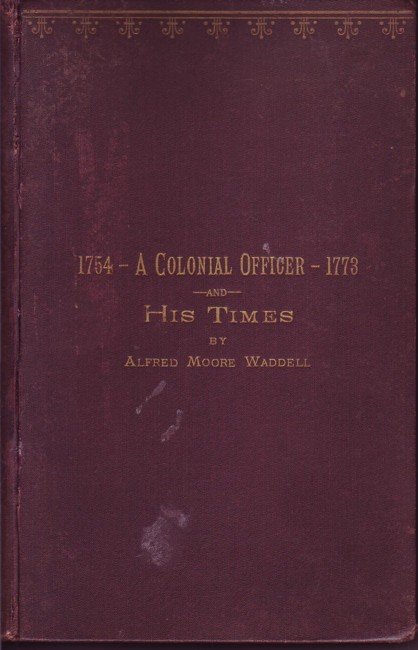 1754 – A COLONIAL OFFICER – 1773
—AND—
HIS TIMES
BY
ALFRED MOORE WADDELL